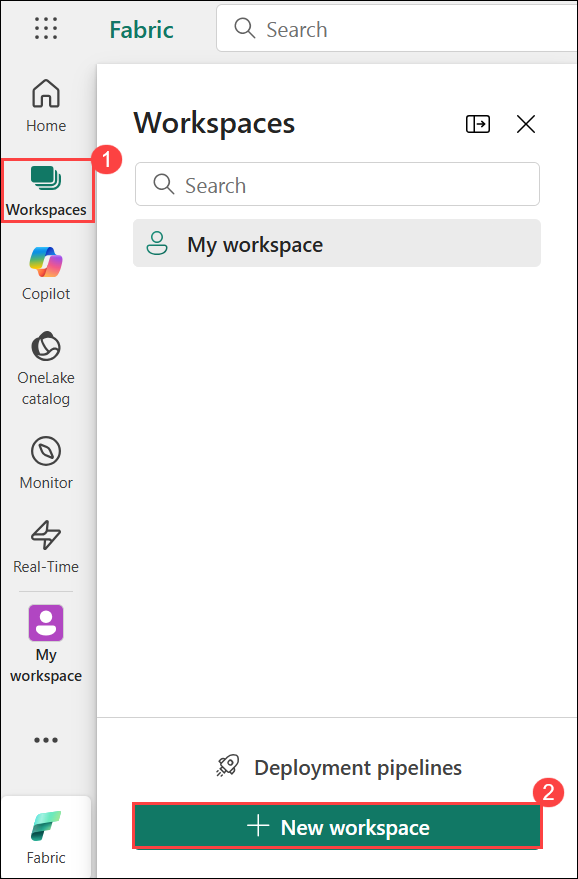 Fabric
Search
Home
Workspaces
1
Copilot
OneLake
catalog
Monitor
Real-Time
My
workspace
Fabric
Workspaces
Search
My workspace
Deployment pipelines
2
New workspace